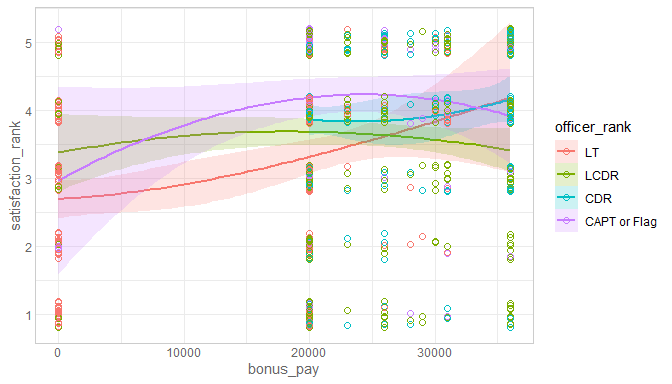 5
4
3
2
1
satisfaction_rank
0
10000
20000
30000
bonus_pay
officer_rank
LT
LCDR
CDR
CAPT or Flag